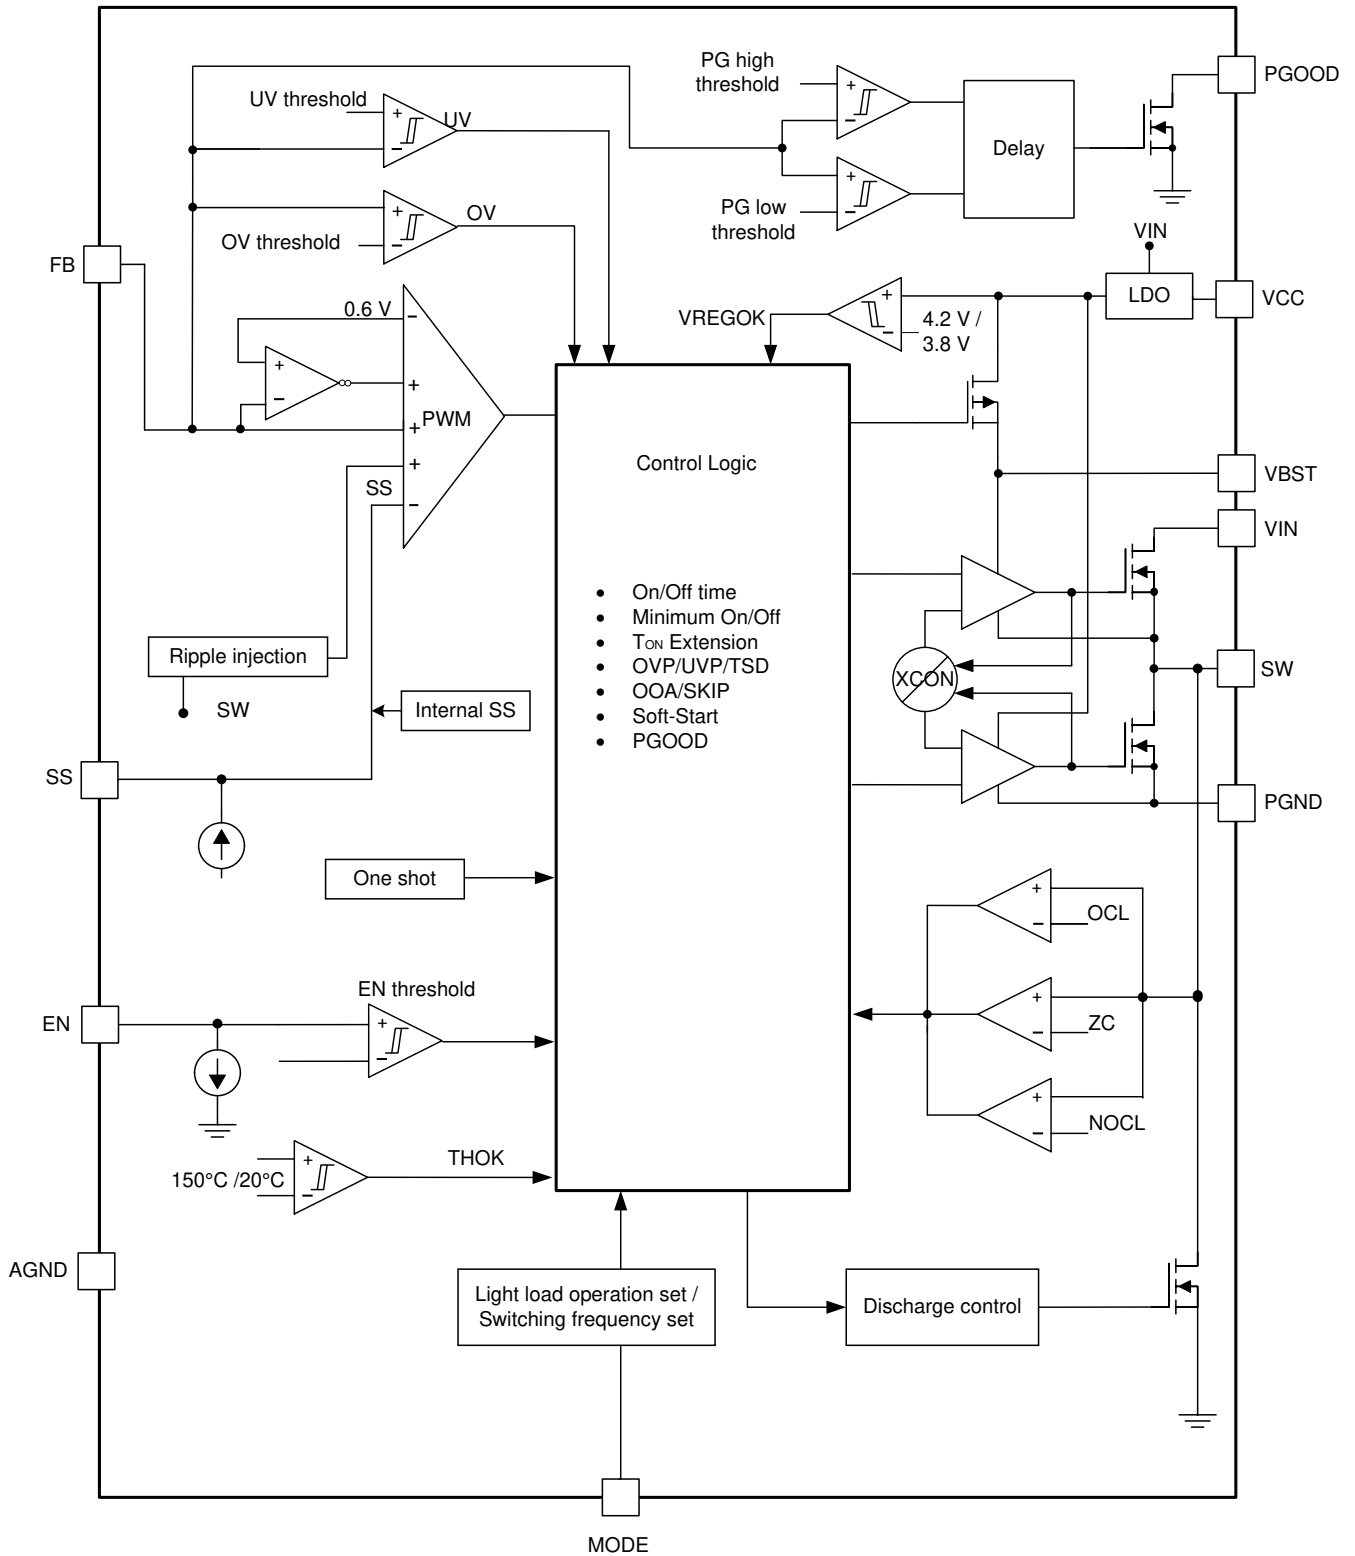 PG high
threshold
PGOOD
UV threshold
+
-
UV
+
-
Delay
OV threshold
+
-
OV
PG low
threshold
+
-
VIN
FB
LDO
VCC
0.6 V
VREGOK
+
-
4.2 V /
3.8 V
-
+
+
+
-
PWM
+
-
SS
Control Logic
VBST
VIN
• On/Off time
• Minimum On/Off
• TON Extension
• OVP/UVP/TSD
• OOA/SKIP
• Soft-Start
• PGOOD
Ripple injection
SW
Internal SS
XCON
SW
SS
PGND
One shot
+
-
OCL
EN threshold
EN
+
-
+
-
ZC
+
-
NOCL
THOK
150°C /20°C
+
-
AGND
Light load operation set /
Switching frequency set
Discharge control
MODE